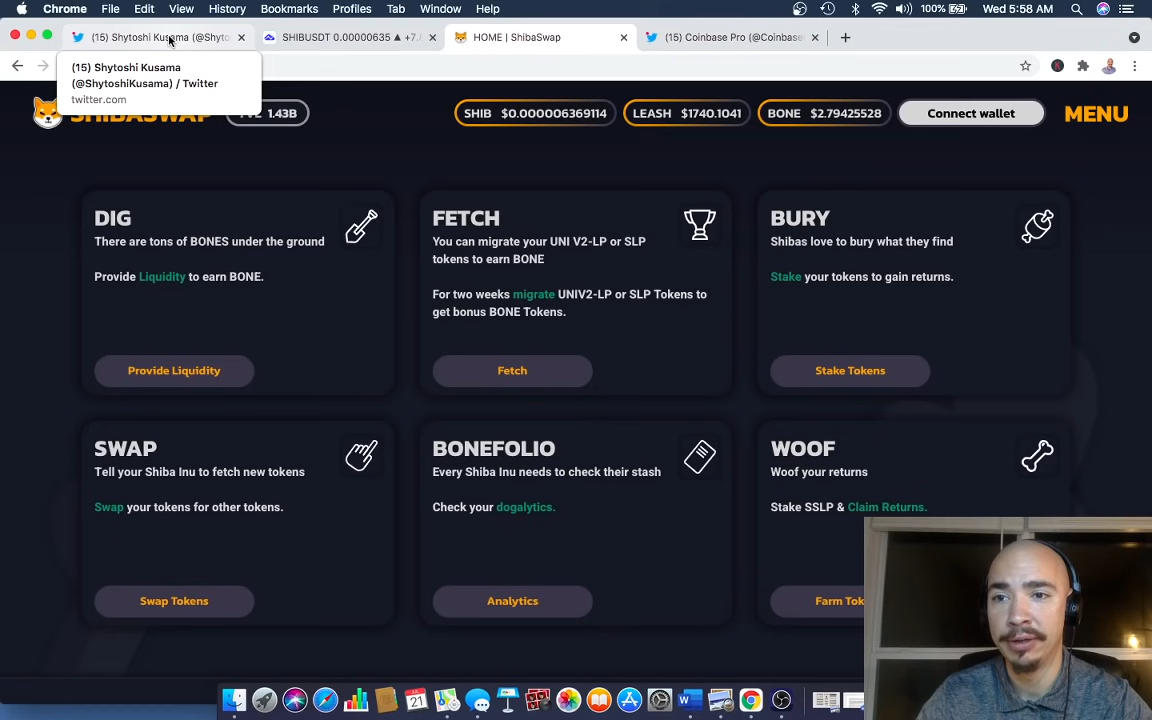 Chrome File Edit View History Bookmarks Profiles Tab Window Help 100% Wed 5:58 AM
(15) Shytoshi Kusama (@Shyto SHIBUSDT 0.00000635 ▲ +7. HOME | ShibaSwap (15) Coinbase Pro (@Coinbase
(15) Shytoshi Kusama
(@ShytoshiKusama) / Twitter
twitter.com
SHIBASWAP 1.43B SHIB $0.000006369114 LEASH $1740.1041 BONE $2.79425528 Connect wallet MENU
DIG
There are tons of BONES under the ground
Provide Liquidity to earn BONE.
Provide Liquidity
FETCH
You can migrate your UNI V2-LP or SLP
tokens to earn BONE
For two weeks migrate UNIV2-LP or SLP Tokens to
get bonus BONE Tokens.
Fetch
BURY
Shibas love to bury what they find
Stake your tokens to gain returns.
Stake Tokens
SWAP
Tell your Shiba Inu to fetch new tokens
Swap your tokens for other tokens.
Swap Tokens
BONEFOLIO
Every Shiba Inu needs to check their stash
Check your dogalytics.
Analytics
WOOF
Woof your returns
Stake SSLP & Claim Returns.
Farm Tok
21